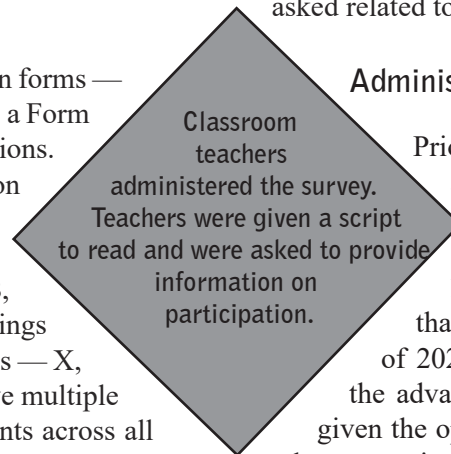 asked related to
n forms —
a Form
ions.
on
,
ings
s — X,
e multiple
nts across all
Classroom
teachers
administered the survey.
Teachers were given a script
to read and were asked to provide
information on
participation.
Adminis
Prio
tha
of 202
the adva
given the o